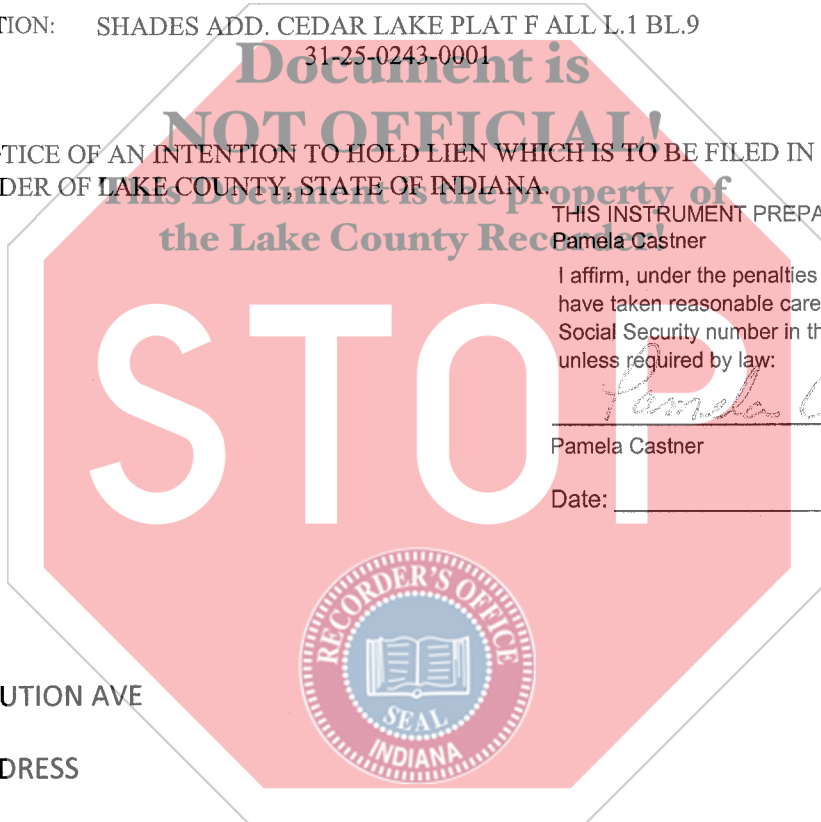 TION: SHADES ADD. CEDAR LAKE PLAT F ALL L.1 BL.9
31-25-0243-0001
Document is
NOT OFFICIAL!
TICE OF AN INTENTION TO HOLD LIEN WHICH IS TO BE FILED IN
DER OF LAKE COUNTY, STATE OF INDIANA.
This Document is the property of
the Lake County Recorder!
THIS INSTRUMENT PREPA
Pamela Castner
I affirm, under the penalties
have taken reasonable care
Social Security number in th
unless required by law:
Pamela C
Pamela Castner
Date:
STOP
RECORDER'S OFFICE
SEAL
INDIANA
UTION AVE
DRESS